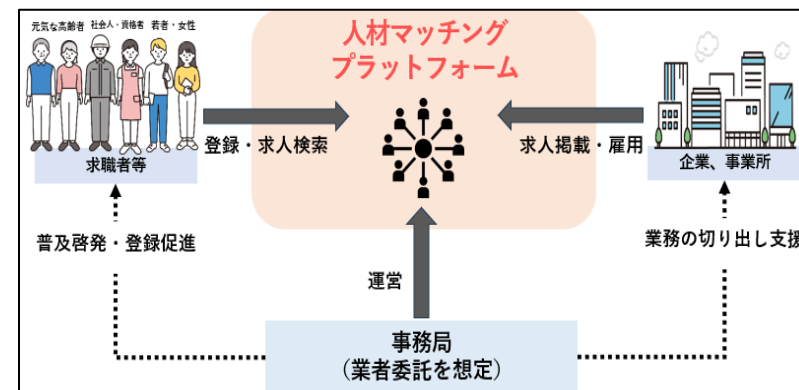 元気な高齢者 社会人・資格者 若者・女性
人材マッチング
プラットフォーム
登録・求人検索
求人掲載・雇用
求職者等
企業、事業所
普及啓発・登録促進
業務の切り出し支援
運営
事務局
（業者委託を想定）